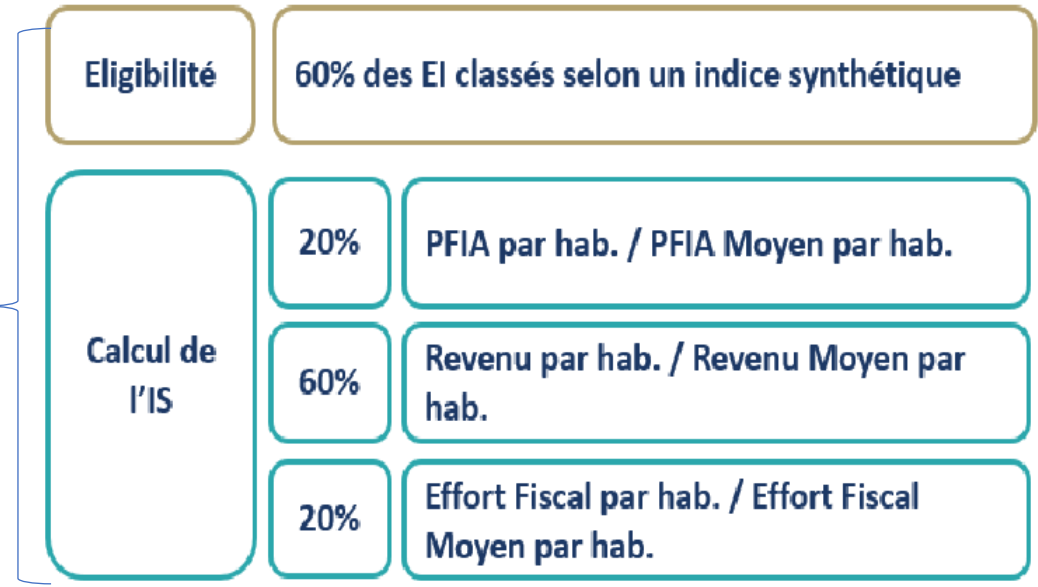 Eligibilité
60% des EI classés selon un indice synthétique
Calcul de
l'IS
20%
PFIA par hab. / PFIA Moyen par hab.
60%
Revenu par hab. / Revenu Moyen par
hab.
20%
Effort Fiscal par hab. / Effort Fiscal
Moyen par hab.